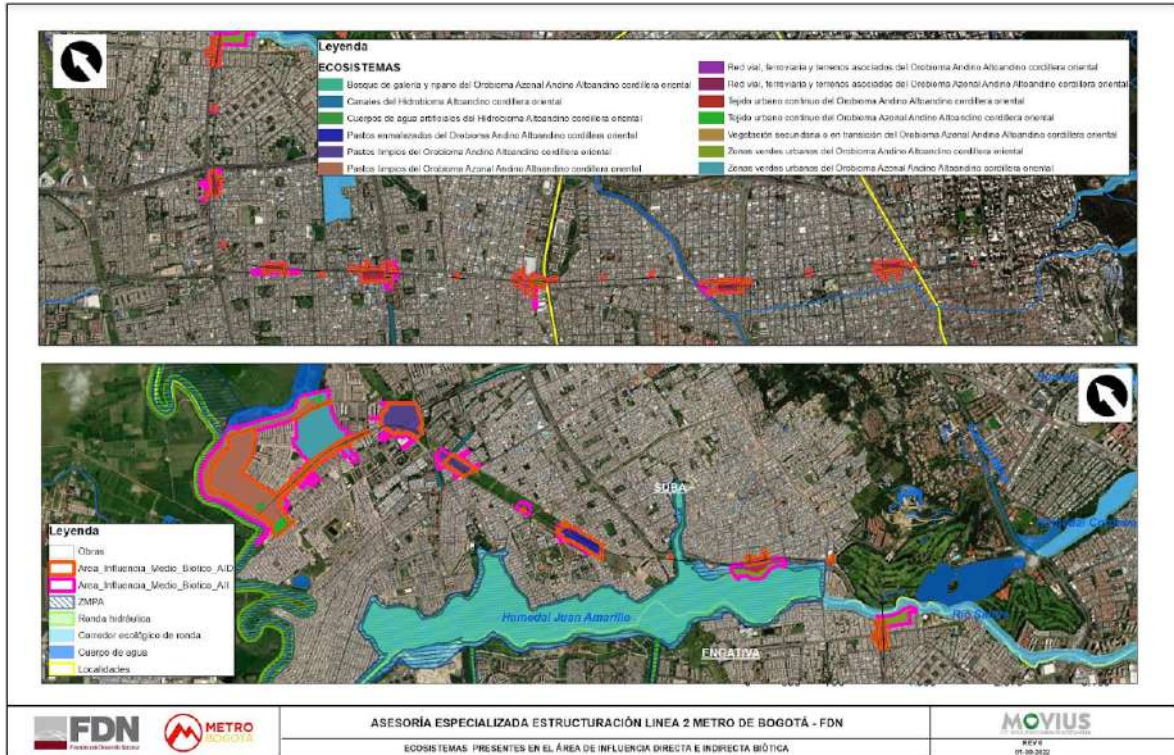 Leyenda
ECOSISTEMAS
Bosque de galería y ripario del Orobioma Azonal Andino Altoandino cordillera oriental
Canales del Hidrobioma Altoandino cordillera oriental
Cuerpos de agua artificiales del Hidrobioma Altoandino cordillera oriental
Pastos enmalezados del Orobioma Andino Altoandino cordillera oriental
Pastos limpios del Orobioma Andino Altoandino cordillera oriental
Pastos limpios del Orobioma Azonal Andino Altoandino cordillera oriental
Red vial, ferroviaria y terrenos asociados del Orobioma Andino Altoandino cordillera oriental
Red vial, ferroviaria y terrenos asociados del Orobioma Azonal Andino Altoandino cordillera oriental
Tejido urbano continuo del Orobioma Andino Altoandino cordillera oriental
Tejido urbano continuo del Orobioma Azonal Andino Altoandino cordillera oriental
Vegetación secundaria o en transición del Orobioma Azonal Andino Altoandino cordillera oriental
Zonas verdes urbanas del Orobioma Andino Altoandino cordillera oriental
Zonas verdes urbanas del Orobioma Azonal Andino Altoandino cordillera oriental
SUBA
Humedal Juan Amarillo
ENGATIVA
Leyenda
Obras
Area_Influencia_Medio_Biotico_AID
Area_Influencia_Medio_Biotico_AII
ZMPA
Ronda hidráulica
Corredor ecológico de ronda
Cuerpo de agua
Localidades
FDN
METRO
BOGOTÁ
ASESORÍA ESPECIALIZADA ESTRUCTURACIÓN LINEA 2 METRO DE BOGOTÁ - FDN
ECOSISTEMAS PRESENTES EN EL ÁREA DE INFLUENCIA DIRECTA E INDIRECTA BIÓTICA
MOVIUS